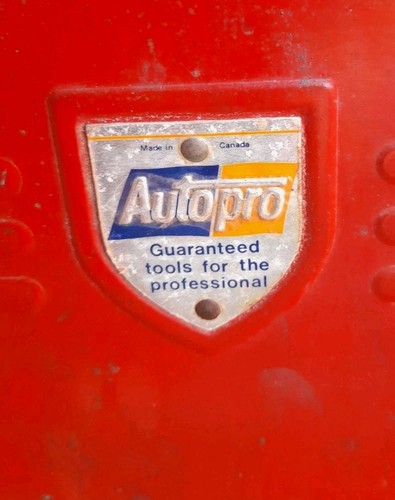 Made in Canada
Autopro
Guaranteed
tools for the
professional